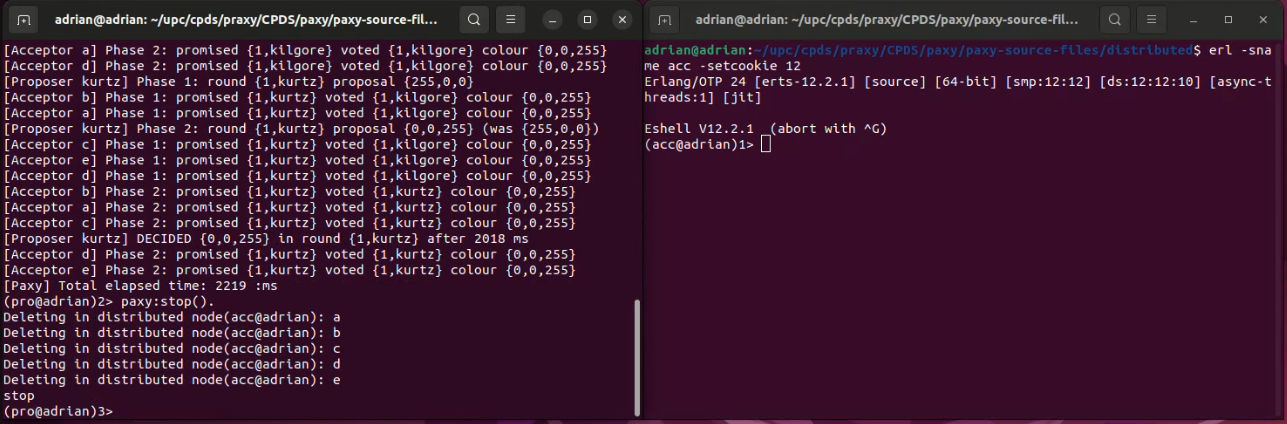 adrian@adrian: ~/upc/cpds/praxy/CPDS/paxy/paxy-source-fil...
[Acceptor a] Phase 2: promised {1,kilgore} voted {1,kilgore} colour {0,0,255}
[Acceptor d] Phase 2: promised {1,kilgore} voted {1,kilgore} colour {0,0,255}
[Proposer kurtz] Phase 1: round {1,kurtz} proposal {255,0,0}
[Acceptor b] Phase 1: promised {1,kurtz} voted {1,kilgore} colour {0,0,255}
[Acceptor a] Phase 1: promised {1,kurtz} voted {1,kilgore} colour {0,0,255}
[Proposer kurtz] Phase 2: round {1,kurtz} proposal {0,0,255} (was {255,0,0})
[Acceptor c] Phase 1: promised {1,kurtz} voted {1,kilgore} colour {0,0,255}
[Acceptor e] Phase 1: promised {1,kurtz} voted {1,kilgore} colour {0,0,255}
[Acceptor d] Phase 1: promised {1,kurtz} voted {1,kilgore} colour {0,0,255}
[Acceptor b] Phase 2: promised {1,kurtz} voted {1,kurtz} colour {0,0,255}
[Acceptor a] Phase 2: promised {1,kurtz} voted {1,kurtz} colour {0,0,255}
[Acceptor c] Phase 2: promised {1,kurtz} voted {1,kurtz} colour {0,0,255}
[Proposer kurtz] DECIDED {0,0,255} in round {1,kurtz} after 2018 ms
[Acceptor d] Phase 2: promised {1,kurtz} voted {1,kurtz} colour {0,0,255}
[Acceptor e] Phase 2: promised {1,kurtz} voted {1,kurtz} colour {0,0,255}
[Paxy] Total elapsed time: 2219 :ms
(pro@adrian)2> paxy:stop().
Deleting in distributed node(acc@adrian): a
Deleting in distributed node(acc@adrian): b
Deleting in distributed node(acc@adrian): c
Deleting in distributed node(acc@adrian): d
Deleting in distributed node(acc@adrian): e
stop
(pro@adrian)3>
adrian@adrian: ~/upc/cpds/praxy/CPDS/paxy/paxy-source-fil...
adrian@adrian:~/upc/cpds/praxy/CPDS/paxy/paxy-source-files/distributed$ erl -sna
me acc -setcookie 12
Erlang/OTP 24 [erts-12.2.1] [source] [64-bit] [smp:12:12] [ds:12:12:10] [async-t
hreads:1] [jit]
Eshell V12.2.1  (abort with ^G)
(acc@adrian)1>